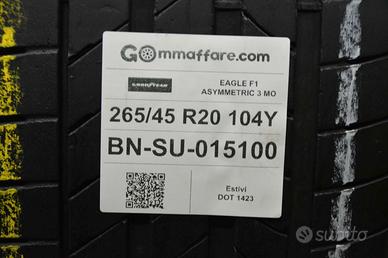 GOmmaffare.com
GOODYEAR
EAGLE F1
ASYMMETRIC 3 MO
265/45 R20 104Y
BN-SU-015100
Estivi
DOT 1423
subito